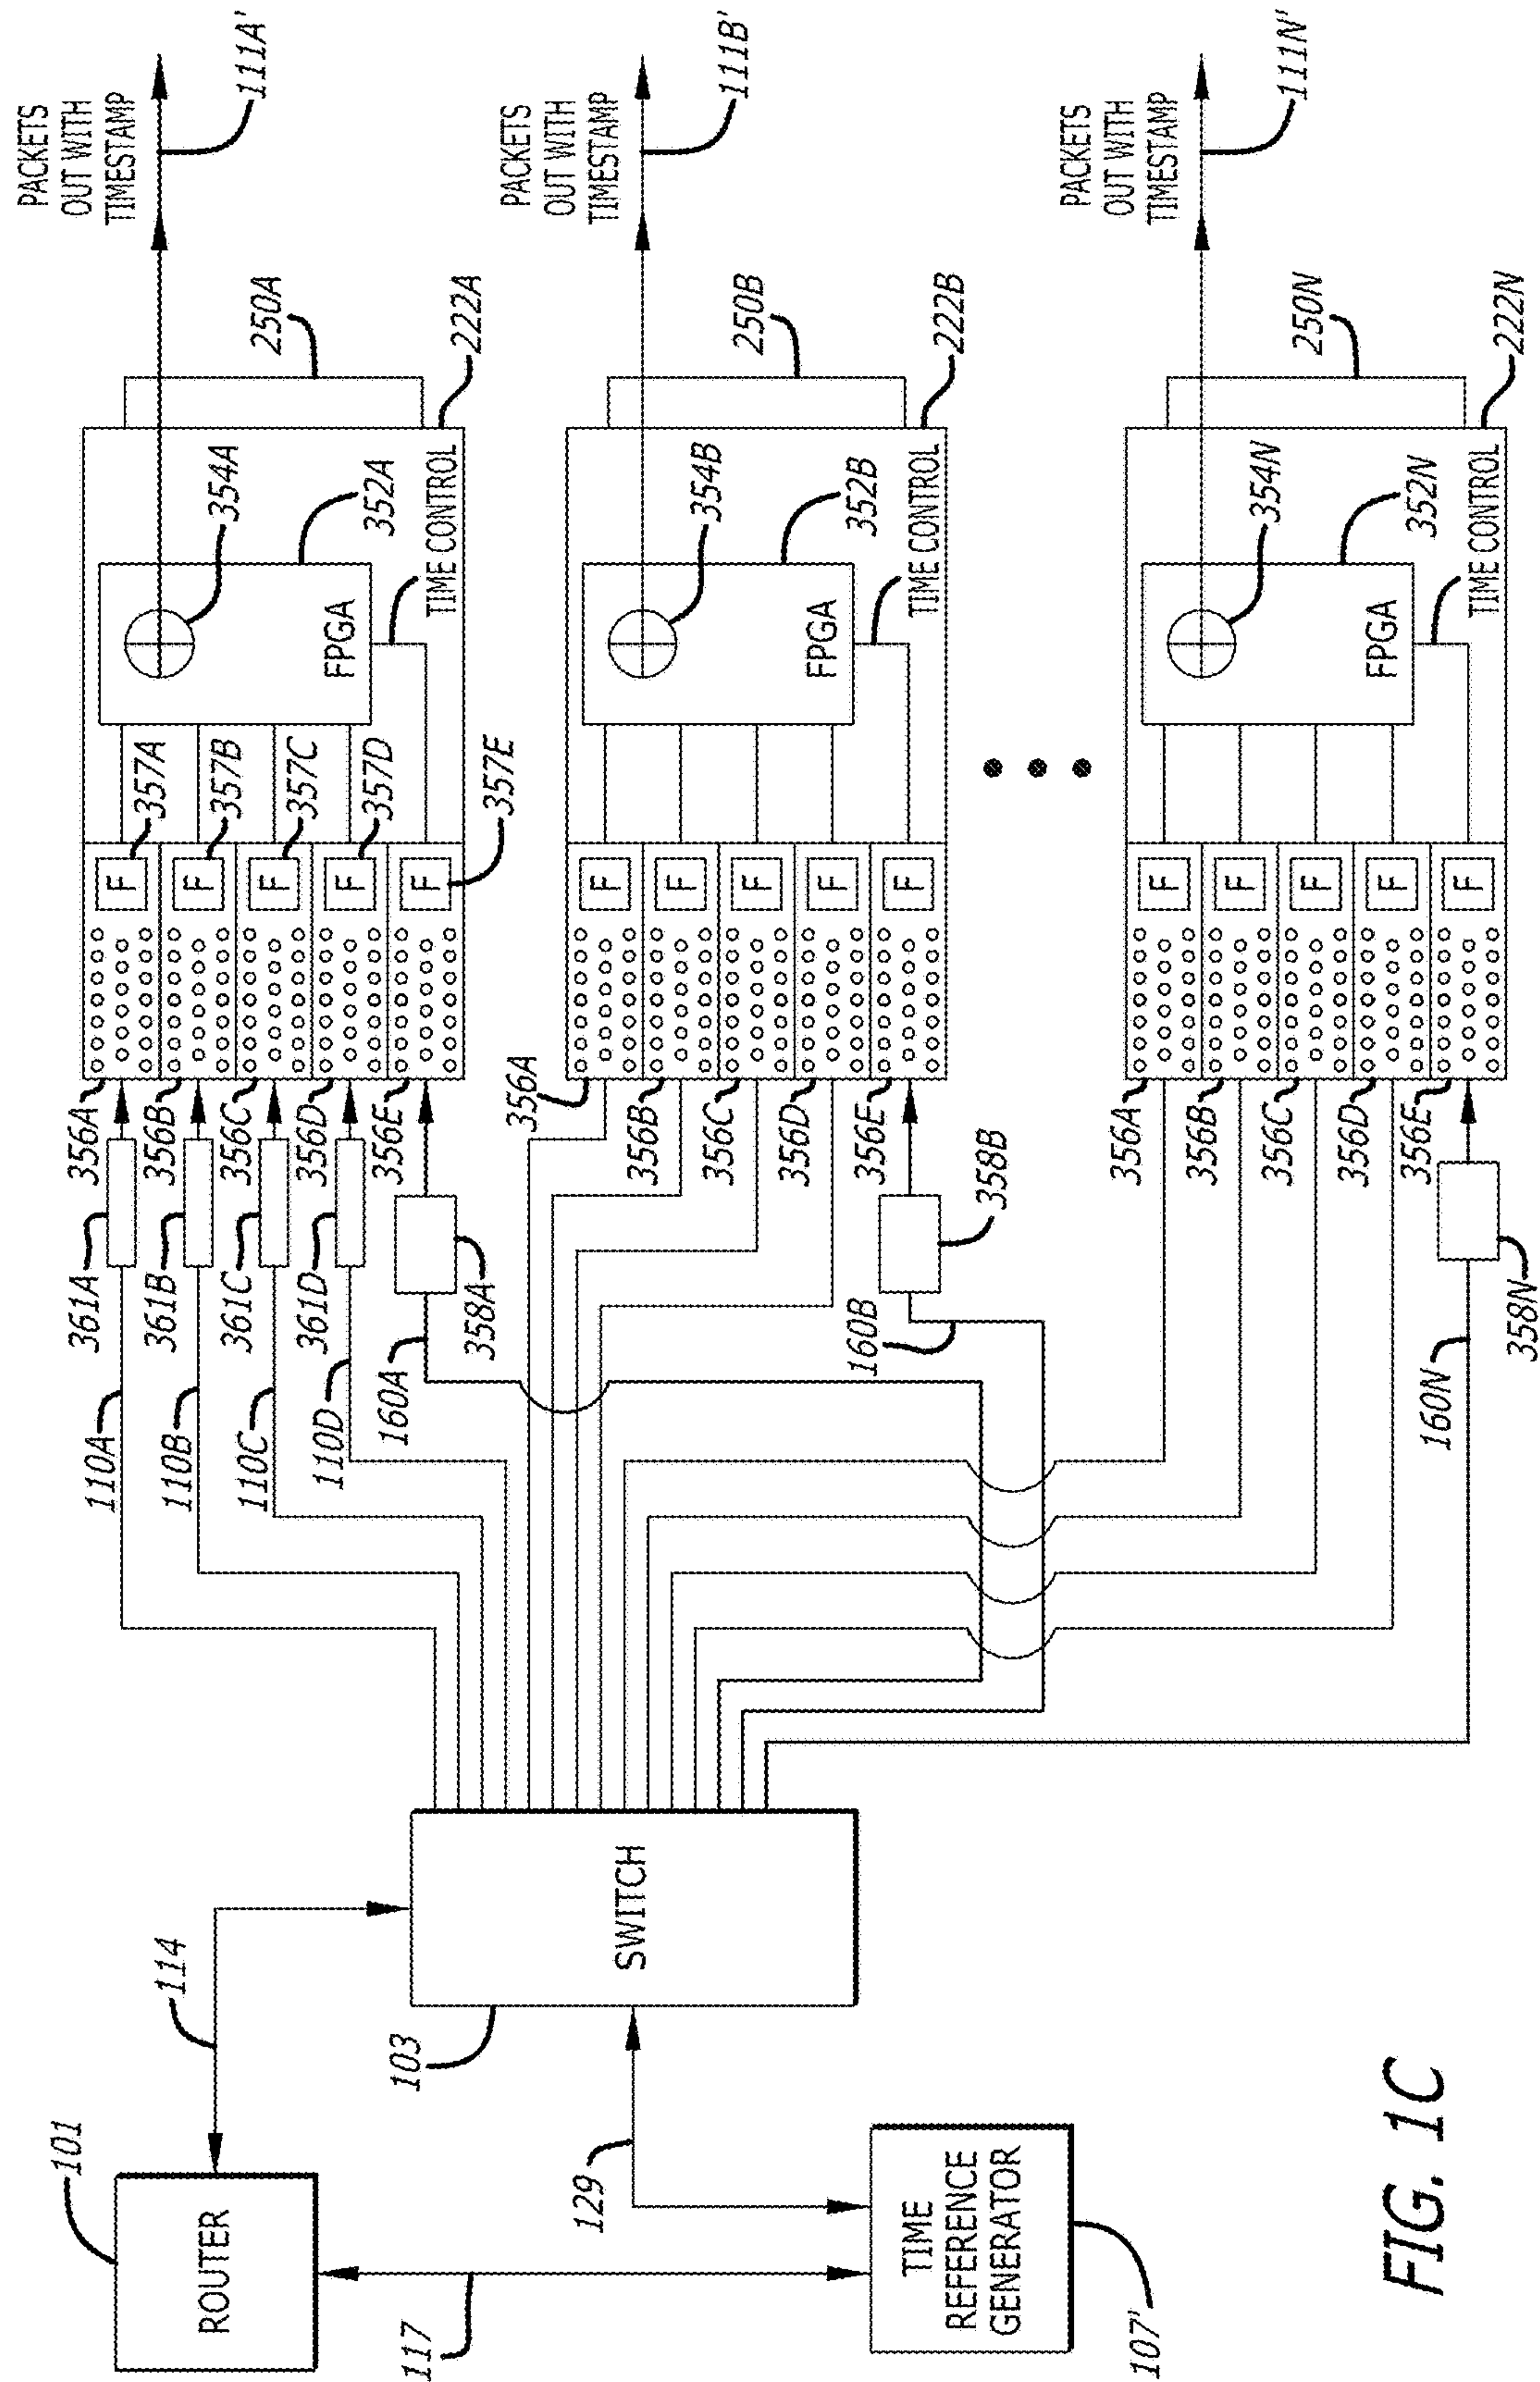 PACKETS
OUT WITH
TIMESTAMP
111A'
250A
222A
354A
352A
FPGA
TIME CONTROL
357A
357B
357C
357D
357E
F
F
F
F
F
356A
356B
356C
356D
356E
361A
361B
361C
361D
358A
110A
110B
110C
110D
160A
PACKETS
OUT WITH
TIMESTAMP
111B'
250B
222B
354B
352B
FPGA
TIME CONTROL
F
F
F
F
F
356A
356B
356C
356D
356E
358B
160B
PACKETS
OUT WITH
TIMESTAMP
111N'
250N
222N
354N
352N
FPGA
TIME CONTROL
F
F
F
F
F
356A
356B
356C
356D
356E
358N
160N
114
SWITCH
103
101
ROUTER
129
117
TIME
REFERENCE
GENERATOR
107'
FIG. 1C